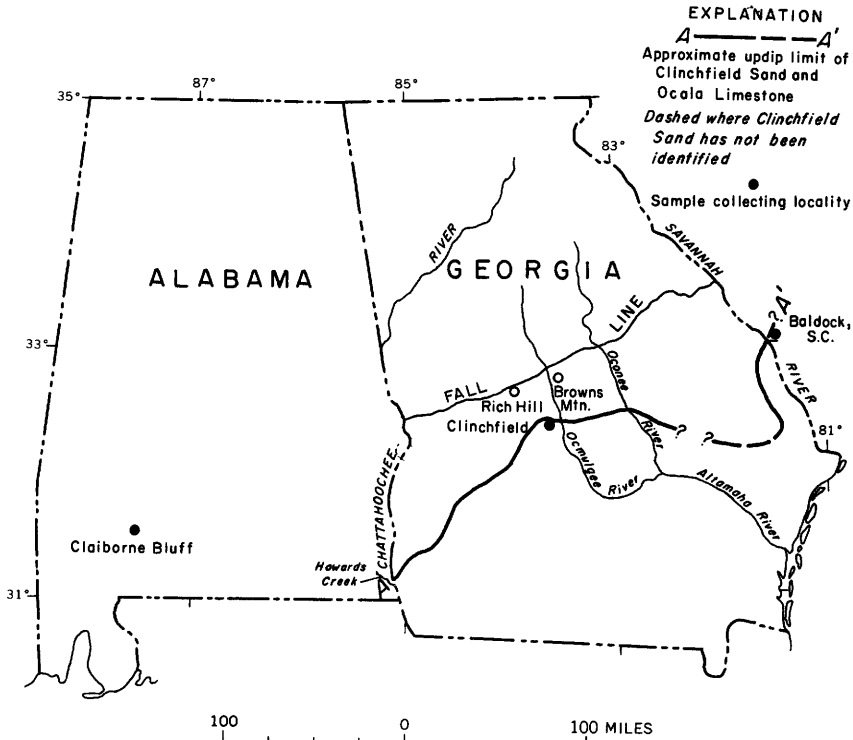 EXPLANATION
A A'
Approximate updip limit of
Clinchfield Sand and
Ocala Limestone
Dashed where Clinchfield
Sand has not been
identified
Sample collecting locality
35°
87°
85°
83°
RIVER
SAVANNAH
ALABAMA
GEORGIA
33°
LINE
? A'
Baldock,
S.C.
FALL
Oconee
RIVER
Rich Hill
Browns
Mtn.
Clinchfield
? ?
81°
River
Ocmulgee
River
Altamaha River
CHATTAHOOCHEE
Claiborne Bluff
Howards
Creek
A
31°
100 0 100 MILES